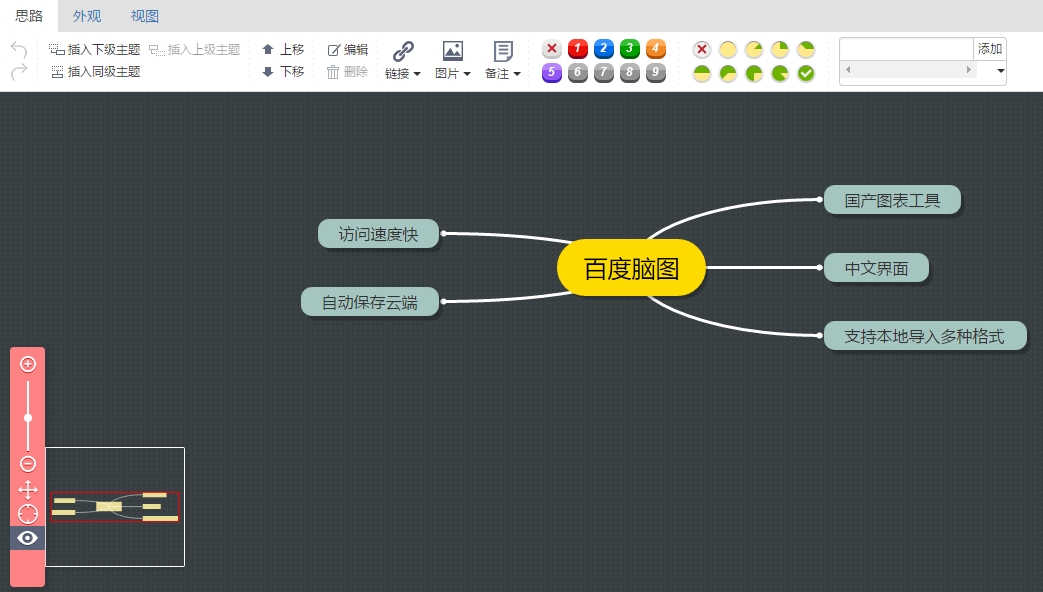 思路 外观 视图
插入下级主题 插入上级主题 上移 编辑 1 2 3 4 添加
插入同级主题 下移 删除 链接 图片 备注 5 6 7 8 9
国产图表工具
访问速度快
百度脑图
中文界面
自动保存云端
支持本地导入多种格式